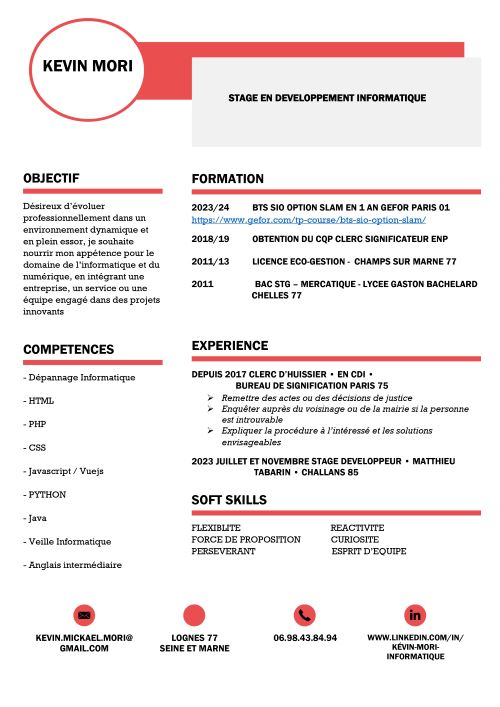 KEVIN MORI
STAGE EN DEVELOPPEMENT INFORMATIQUE
OBJECTIF
Désireux d’évoluer
professionnellement dans un
environnement dynamique et
en plein essor, je souhaite
nourrir mon appétence pour le
domaine de l’informatique et du
numérique, en intégrant une
entreprise, un service ou une
équipe engagé dans des projets
innovants
COMPETENCES
- Dépannage Informatique
- HTML
- PHP
- CSS
- Javascript / Vuejs
- PYTHON
- Java
- Veille Informatique
- Anglais intermédiaire
FORMATION
2023/24 BTS SIO OPTION SLAM EN 1 AN GEFOR PARIS 01
https://www.gefor.com/tp-course/bts-sio-option-slam/
2018/19 OBTENTION DU CQP CLERC SIGNIFICATEUR ENP
2011/13 LICENCE ECO-GESTION - CHAMPS SUR MARNE 77
2011 BAC STG – MERCATIQUE - LYCEE GASTON BACHELARD
CHELLES 77
EXPERIENCE
DEPUIS 2017 CLERC D’HUISSIER • EN CDI •
BUREAU DE SIGNIFICATION PARIS 75
➢ Remettre des actes ou des décisions de justice
➢ Enquêter auprès du voisinage ou de la mairie si la personne
est introuvable
➢ Expliquer la procédure à l’intéressé et les solutions
envisageables
2023 JUILLET ET NOVEMBRE STAGE DEVELOPPEUR • MATTHIEU
TABARIN • CHALLANS 85
SOFT SKILLS
FLEXIBLITE REACTIVITE
FORCE DE PROPOSITION CURIOSITE
PERSEVERANT ESPRIT D’EQUIPE
KEVIN.MICKAEL.MORI@
GMAIL.COM
LOGNES 77
SEINE ET MARNE
06.98.43.84.94
WWW.LINKEDIN.COM/IN/
KÉVIN-MORI-
INFORMATIQUE